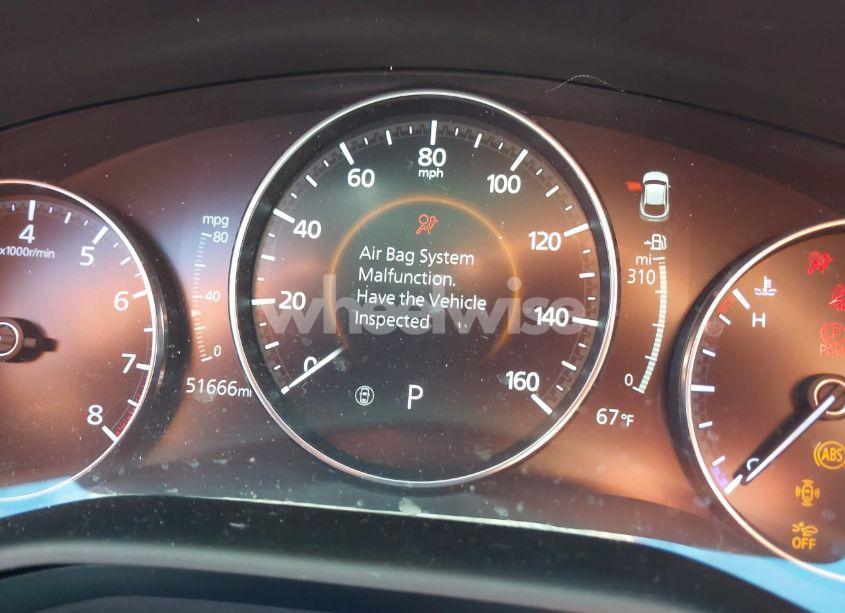 80
mph
60
100
40
120
20
140
0
160
Air Bag System
Malfunction.
Have the Vehicle
Inspected.
P
4
x1000r/min
5
6
7
8
mpg
80
40
0
51666mi
mi
310
0
67°F
H
C
ABS
OFF
wheelwise